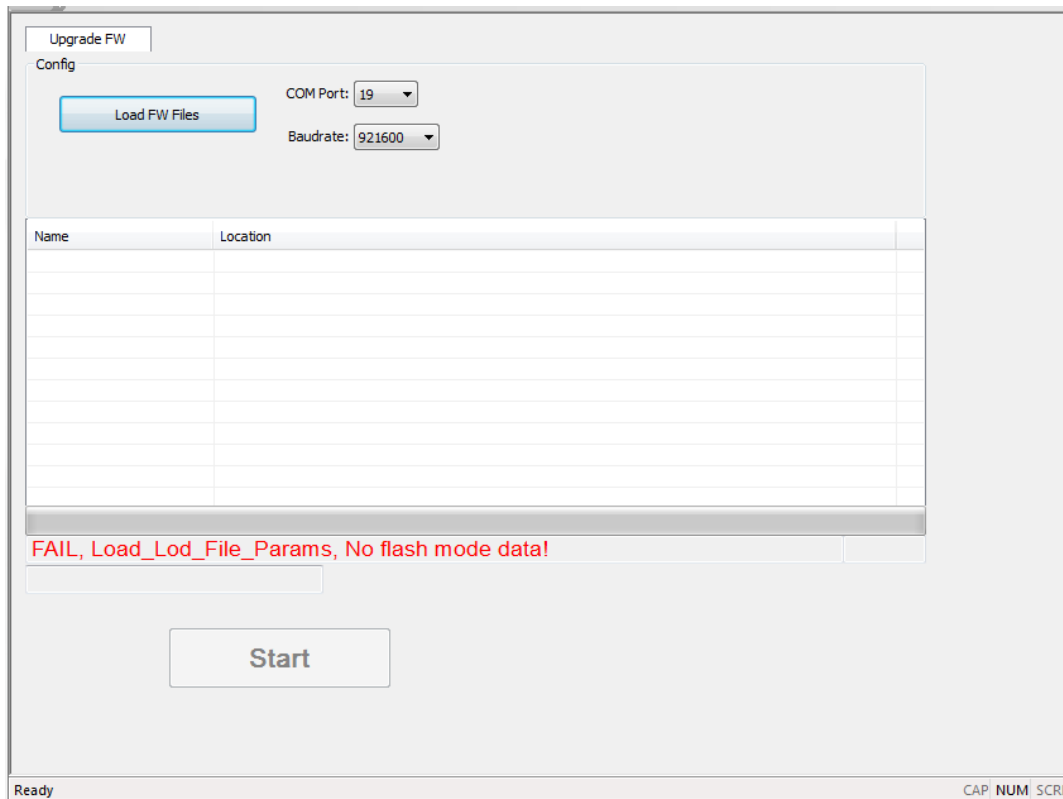 Upgrade FW
Config
Load FW Files
COM Port: 19
Baudrate: 921600
Name Location
FAIL, Load_Lod_File_Params, No flash mode data!
Start
Ready CAP NUM SCR